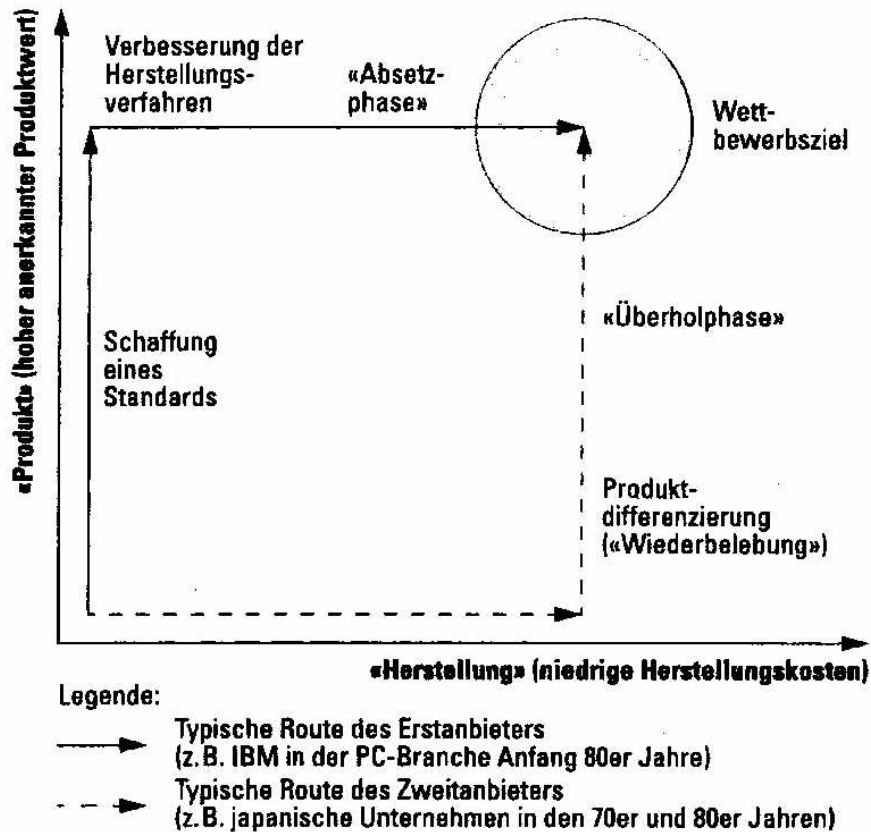 «Produkt» (hoher anerkannter Produktwert)
Verbesserung der
Herstellungs-
verfahren
«Absetz-
phase»
Wett-
bewerbsziel
Schaffung
eines
Standards
«Überholphase»
Produkt-
differenzierung
(«Wiederbelebung»)
«Herstellung» (niedrige Herstellungskosten)
Legende:
Typische Route des Erstanbieters
(z.B. IBM in der PC-Branche Anfang 80er Jahre)
Typische Route des Zweitanbieters
(z.B. japanische Unternehmen in den 70er und 80er Jahren)